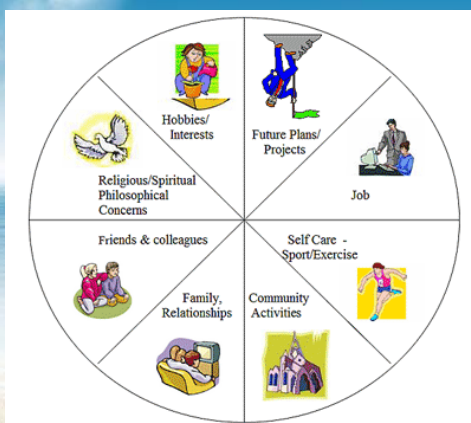 Hobbies/
Interests
Future Plans/
Projects
Religious/Spiritual
Philosophical
Concerns
Job
Friends & colleagues
Self Care -
Sport/Exercise
Family,
Relationships
Community
Activities